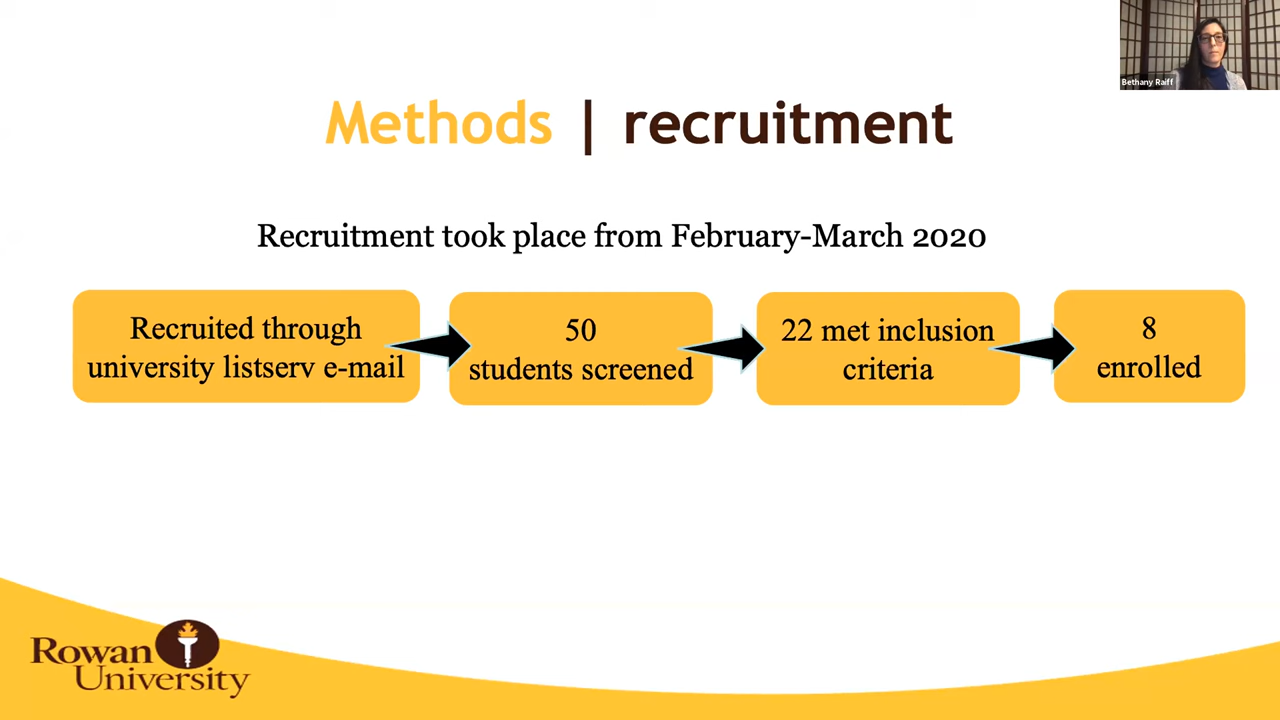 Bethany Raiff
Methods | recruitment
Recruitment took place from February-March 2020
Recruited through
university listserv e-mail
50
students screened
22 met inclusion
criteria
8
enrolled
Rowan
University